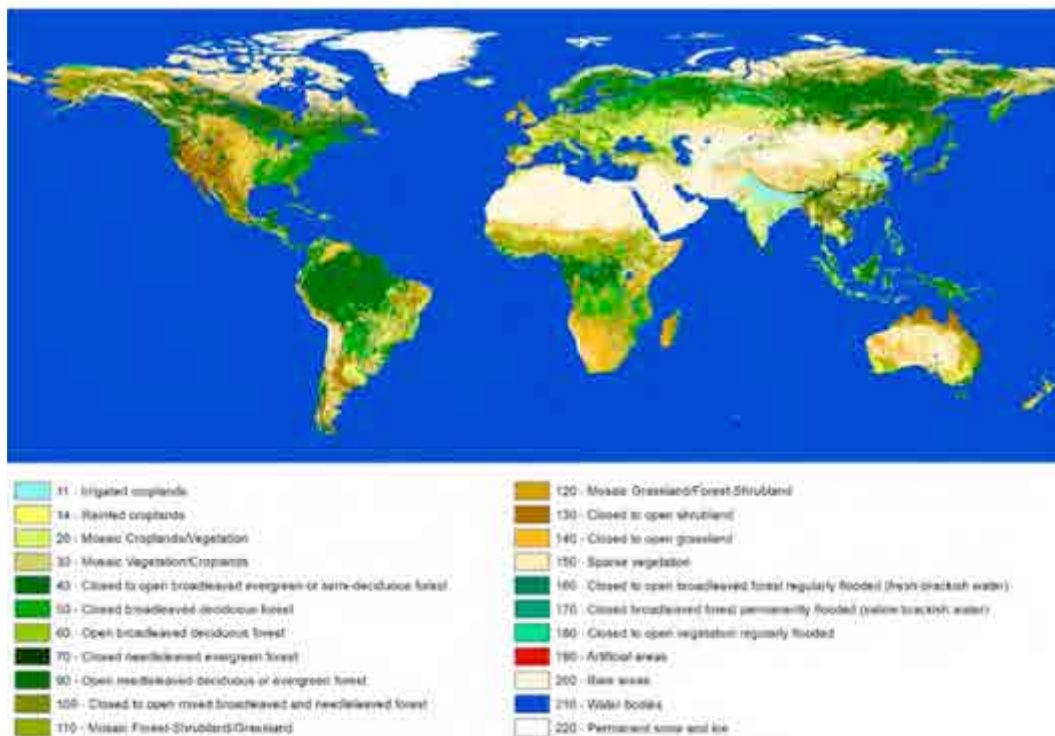 11 - Irrigated croplands
14 - Rainfed croplands
20 - Mosaic Croplands/Vegetation
30 - Mosaic Vegetation/Croplands
40 - Closed to open broadleaved evergreen or semi-deciduous forest
50 - Closed broadleaved deciduous forest
60 - Open broadleaved deciduous forest
70 - Closed needleleaved evergreen forest
90 - Open needleleaved deciduous or evergreen forest
100 - Closed to open mixed broadleaved and needleleaved forest
110 - Mosaic Forest-Shrubland/Grassland
120 - Mosaic Grassland/Forest-Shrubland
130 - Closed to open shrubland
140 - Closed to open grassland
150 - Sparse vegetation
160 - Closed to open broadleaved forest regularly flooded (fresh-brackish water)
170 - Closed broadleaved forest permanently flooded (saline-brackish water)
180 - Closed to open vegetation regularly flooded
190 - Artificial areas
200 - Bare areas
210 - Water bodies
220 - Permanent snow and ice